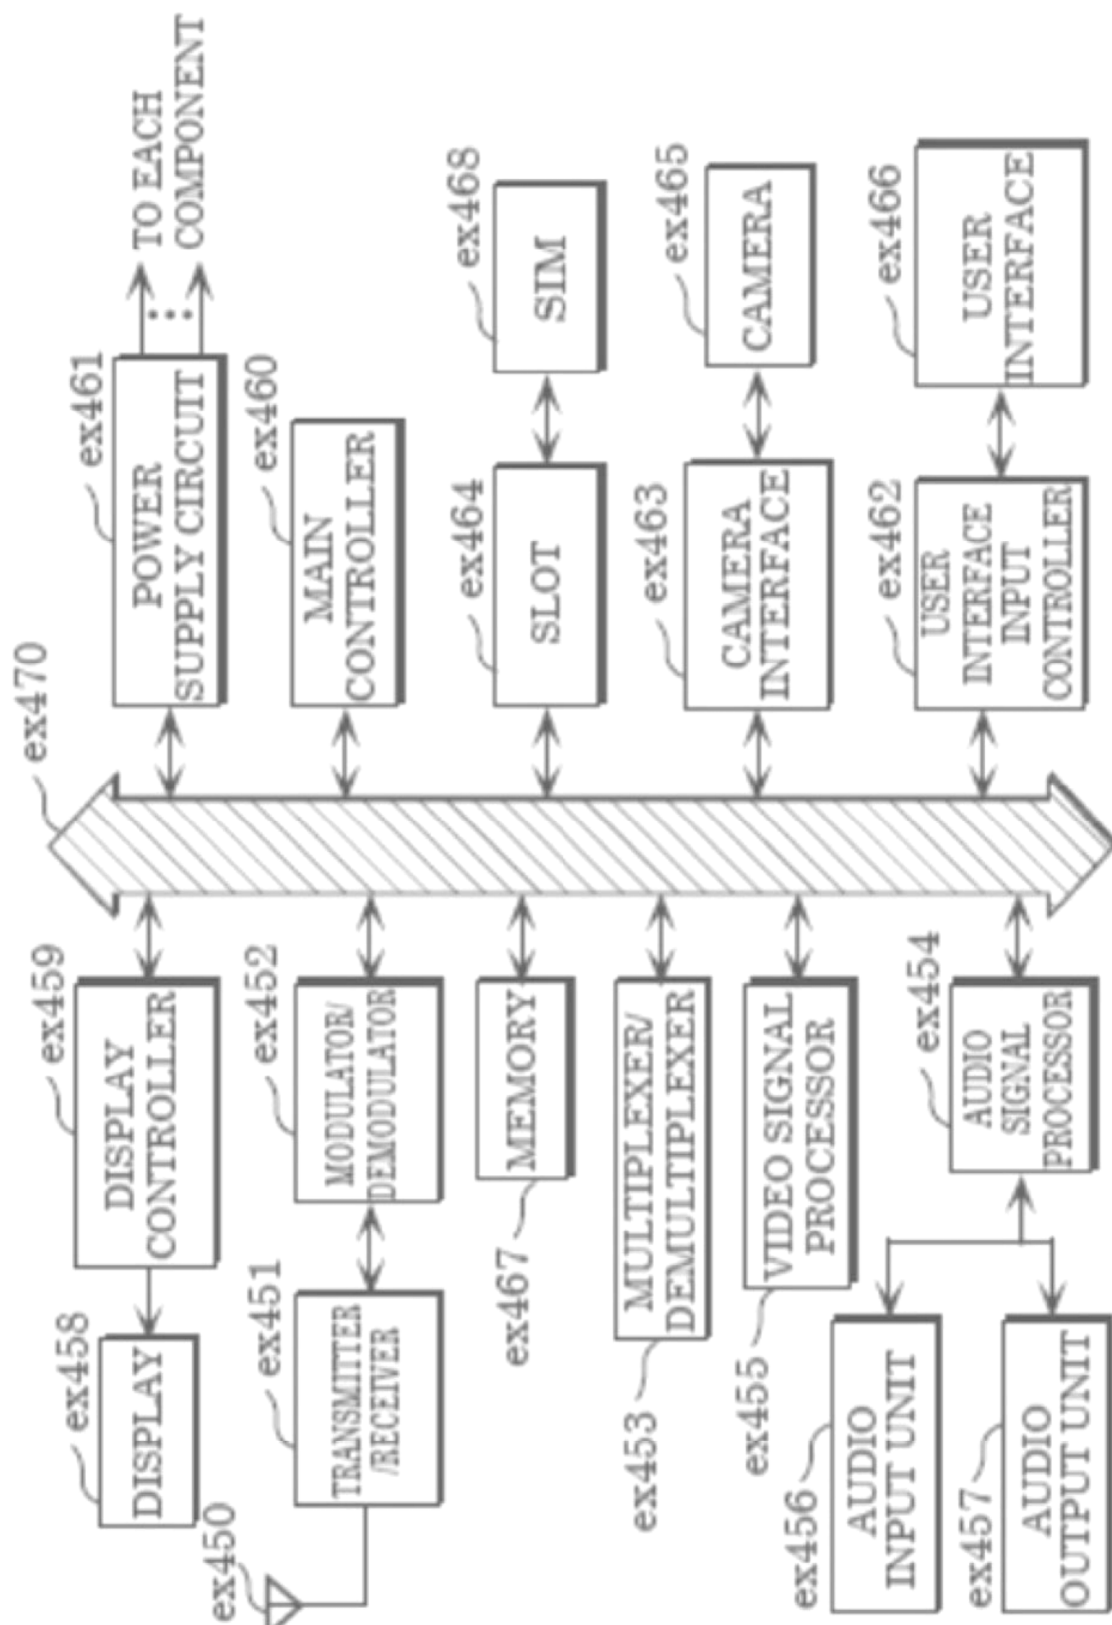 ex470
ex459
DISPLAY
CONTROLLER
ex458
DISPLAY
ex461
POWER
SUPPLY CIRCUIT
TO EACH
COMPONENT
ex450
ex451
TRANSMITTER
/RECEIVER
ex452
MODULATOR/
DEMODULATOR
ex460
MAIN
CONTROLLER
ex467
MEMORY
ex464
SLOT
ex468
SIM
ex453
MULTIPLEXER/
DEMULTIPLEXER
ex455
VIDEO SIGNAL
PROCESSOR
ex463
CAMERA
INTERFACE
ex465
CAMERA
ex456
AUDIO
INPUT UNIT
ex457
AUDIO
OUTPUT UNIT
ex454
AUDIO
SIGNAL
PROCESSOR
ex462
USER
INTERFACE
INPUT
CONTROLLER
ex466
USER
INTERFACE